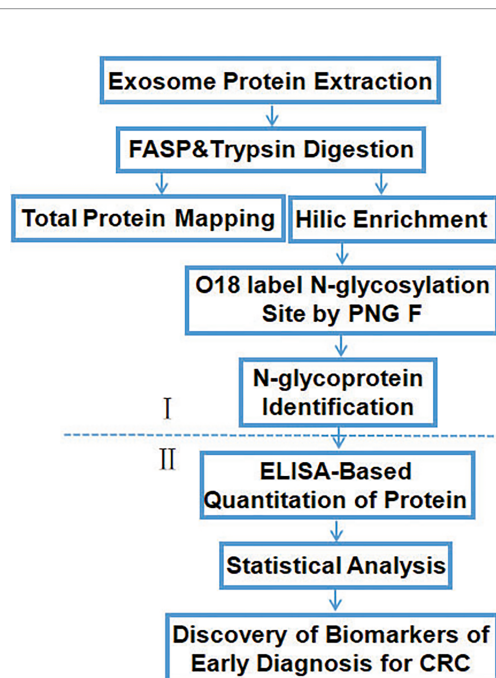 Exosome Protein Extraction
FASP&Trypsin Digestion
Total Protein Mapping
Hilic Enrichment
O18 label N-glycosylation
Site by PNG F
N-glycoprotein
Identification
I
II
ELISA-Based
Quantitation of Protein
Statistical Analysis
Discovery of Biomarkers of
Early Diagnosis for CRC